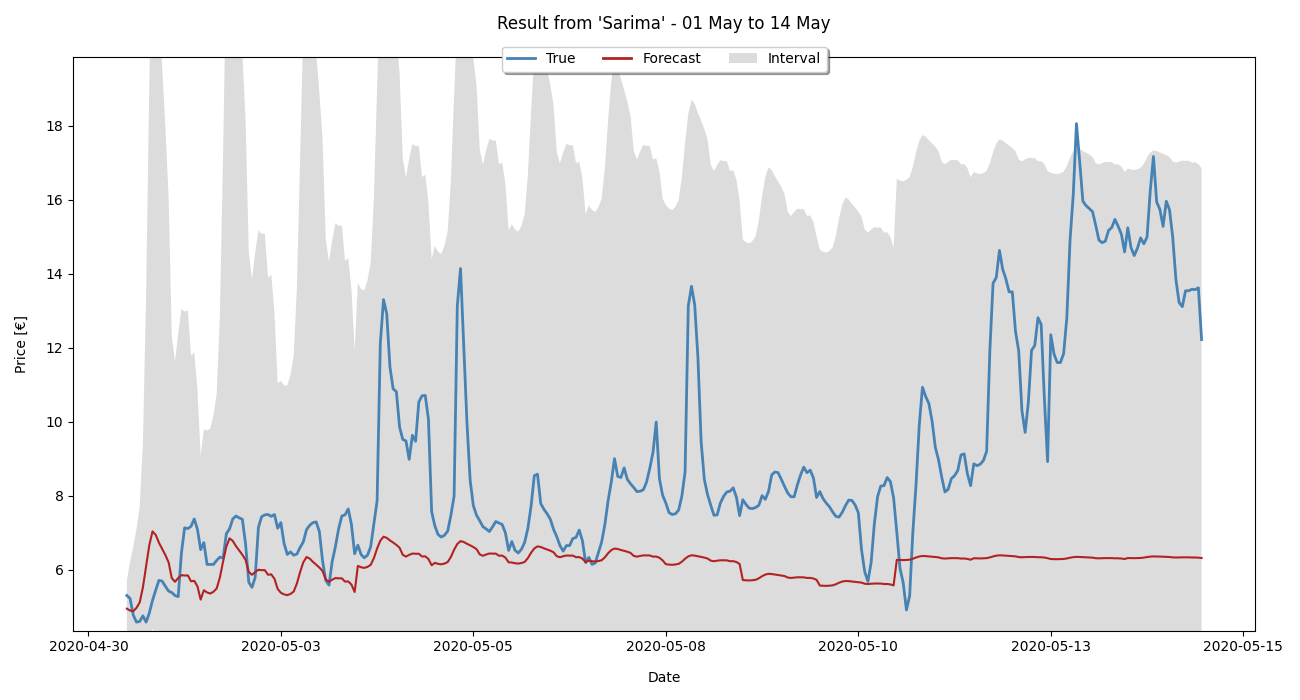 Result from 'Sarima' - 01 May to 14 May
True Forecast Interval
18
16
14
12
10
8
6
Price [€]
2020-04-30 2020-05-03 2020-05-05 2020-05-08 2020-05-10 2020-05-13 2020-05-15
Date